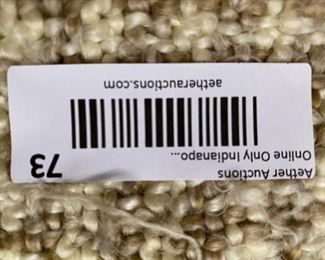 Aether Auctions
Online Only Indianapo...
73
aetherauctions.com